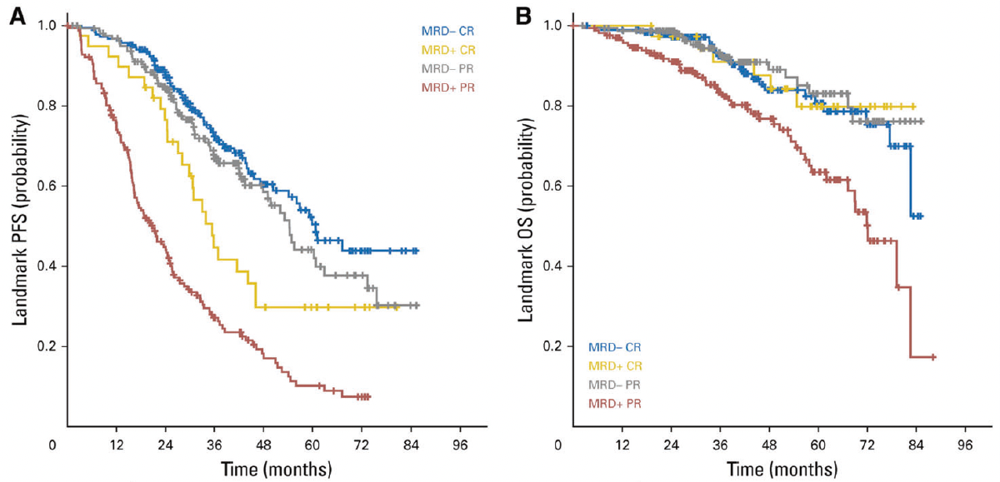 A
Landmark PFS (probability)
1.0
0.8
0.6
0.4
0.2
0
12
24
36
48
60
72
84
96
Time (months)
MRD– CR
MRD+ CR
MRD– PR
MRD+ PR
B
Landmark OS (probability)
1.0
0.8
0.6
0.4
0.2
0
12
24
36
48
60
72
84
96
Time (months)
MRD– CR
MRD+ CR
MRD– PR
MRD+ PR